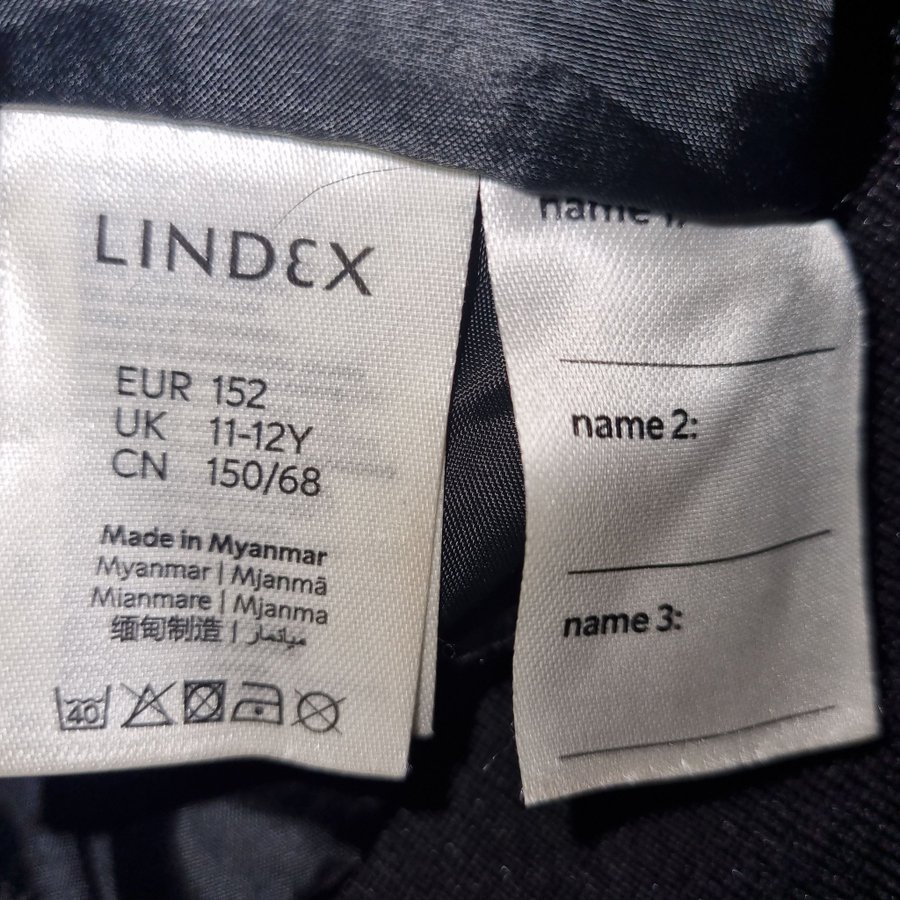 LINDEX
EUR 152
UK 11-12Y
CN 150/68
Made in Myanmar
Myanmar | Mjanmā
Mianmare | Mjanma
缅甸制造 | ميانمار
40
name 2:
name 3: